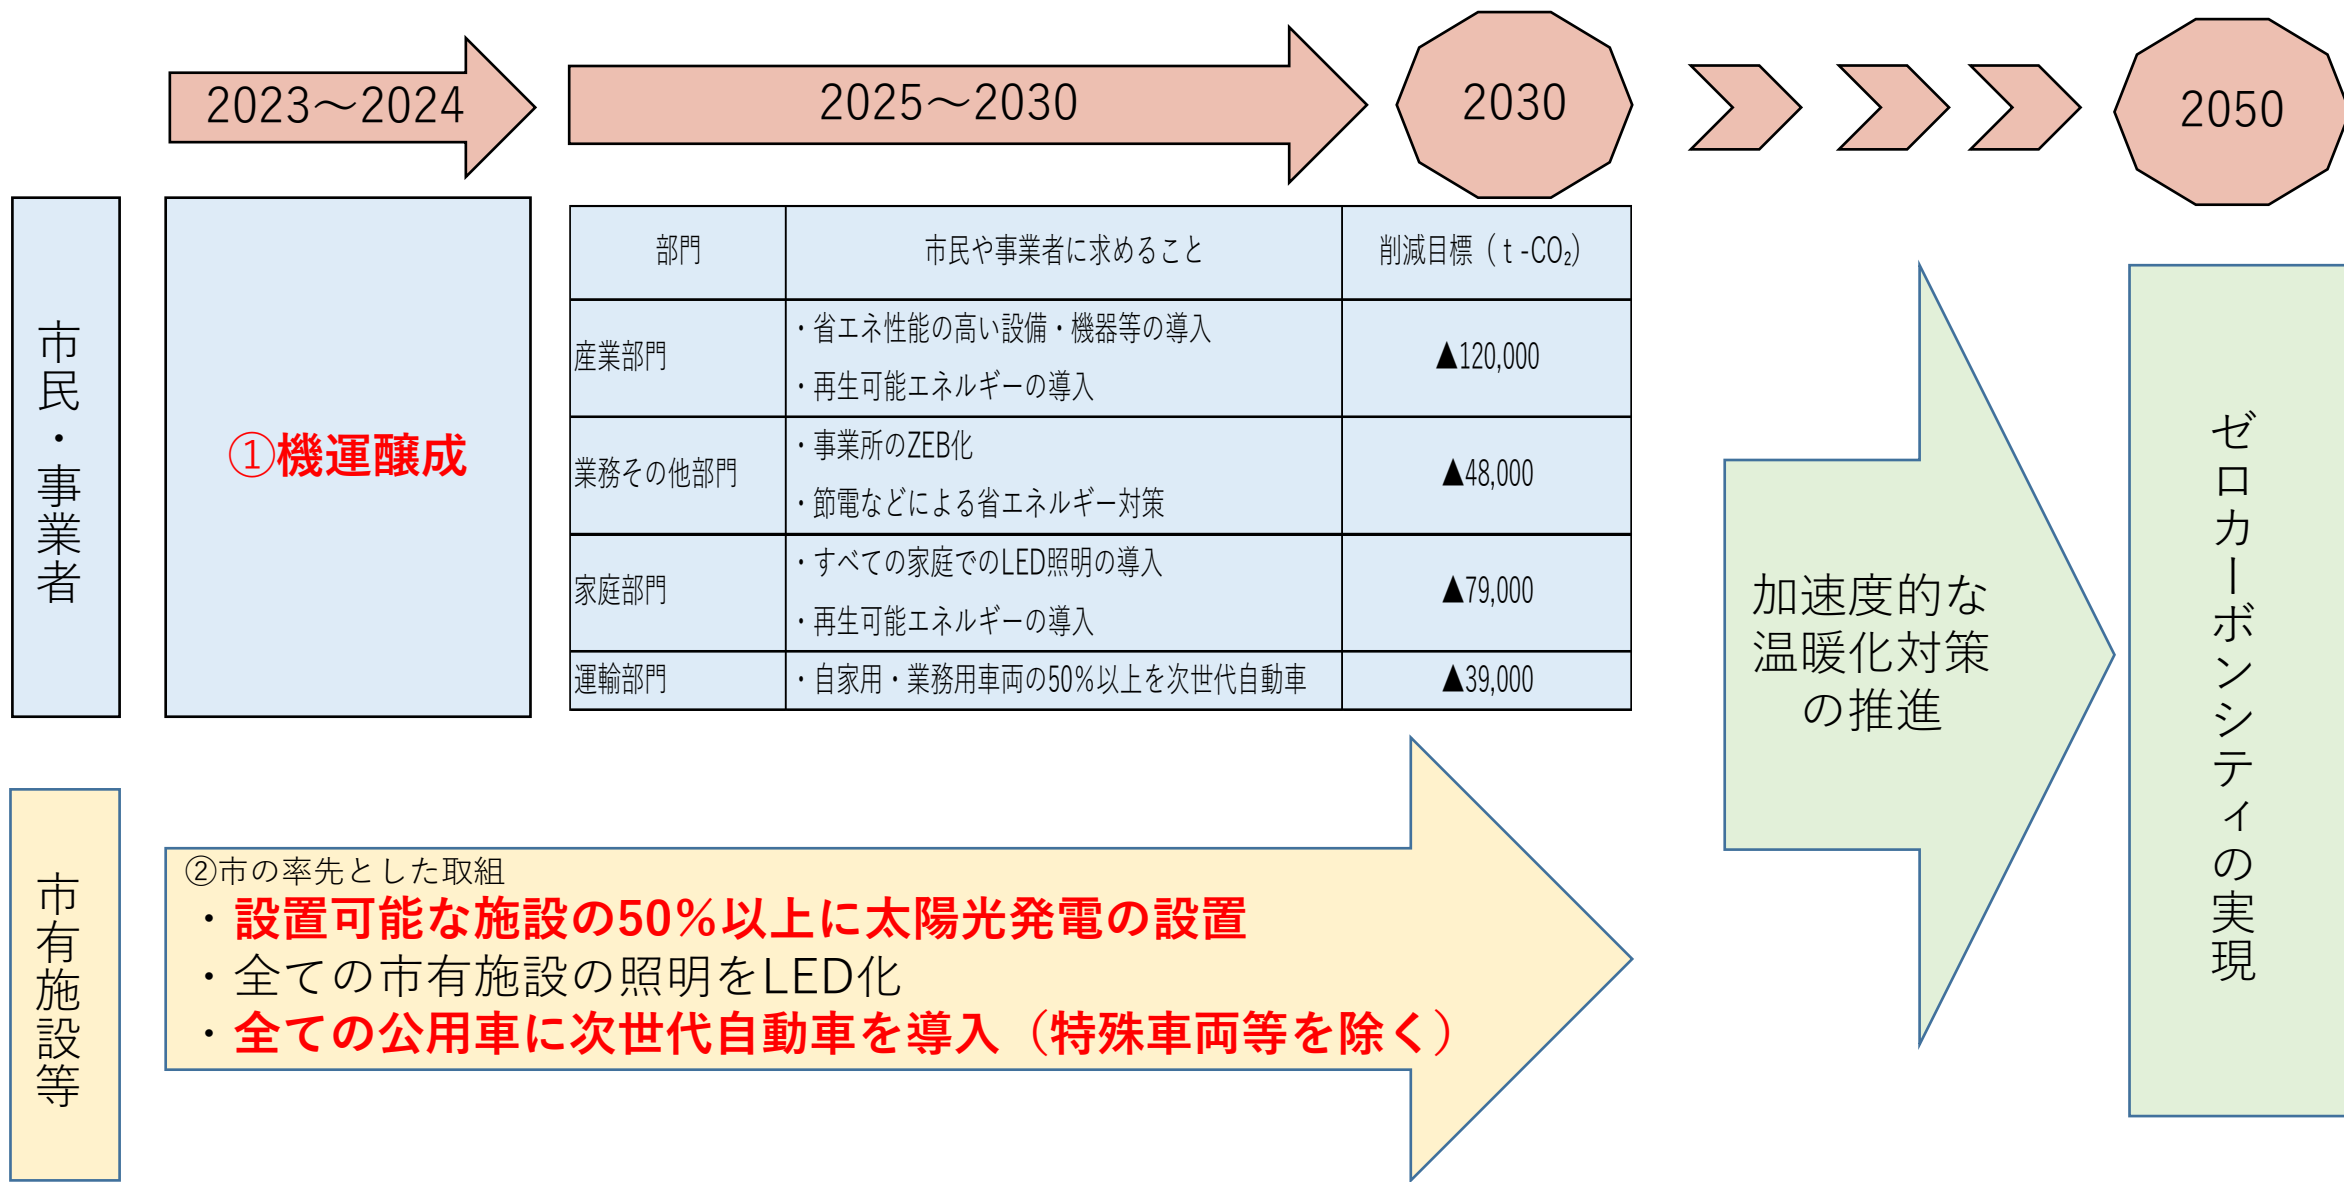 2023～2024
2025～2030
2030
2050
市民・事業者
①機運醸成
部門
市民や事業者に求めること
削減目標（ｔ-CO₂）
産業部門
・省エネ性能の高い設備・機器等の導入
・再生可能エネルギーの導入
▲120,000
業務その他部門
・事業所のZEB化
・節電などによる省エネルギー対策
▲48,000
家庭部門
・すべての家庭でのLED照明の導入
・再生可能エネルギーの導入
▲79,000
運輸部門
・自家用・業務用車両の50%以上を次世代自動車
▲39,000
加速度的な
温暖化対策
の推進
ゼロカーボンシティの実現
市有施設等
②市の率先とした取組
・設置可能な施設の50％以上に太陽光発電の設置
・全ての市有施設の照明をLED化
・全ての公用車に次世代自動車を導入（特殊車両等を除く）